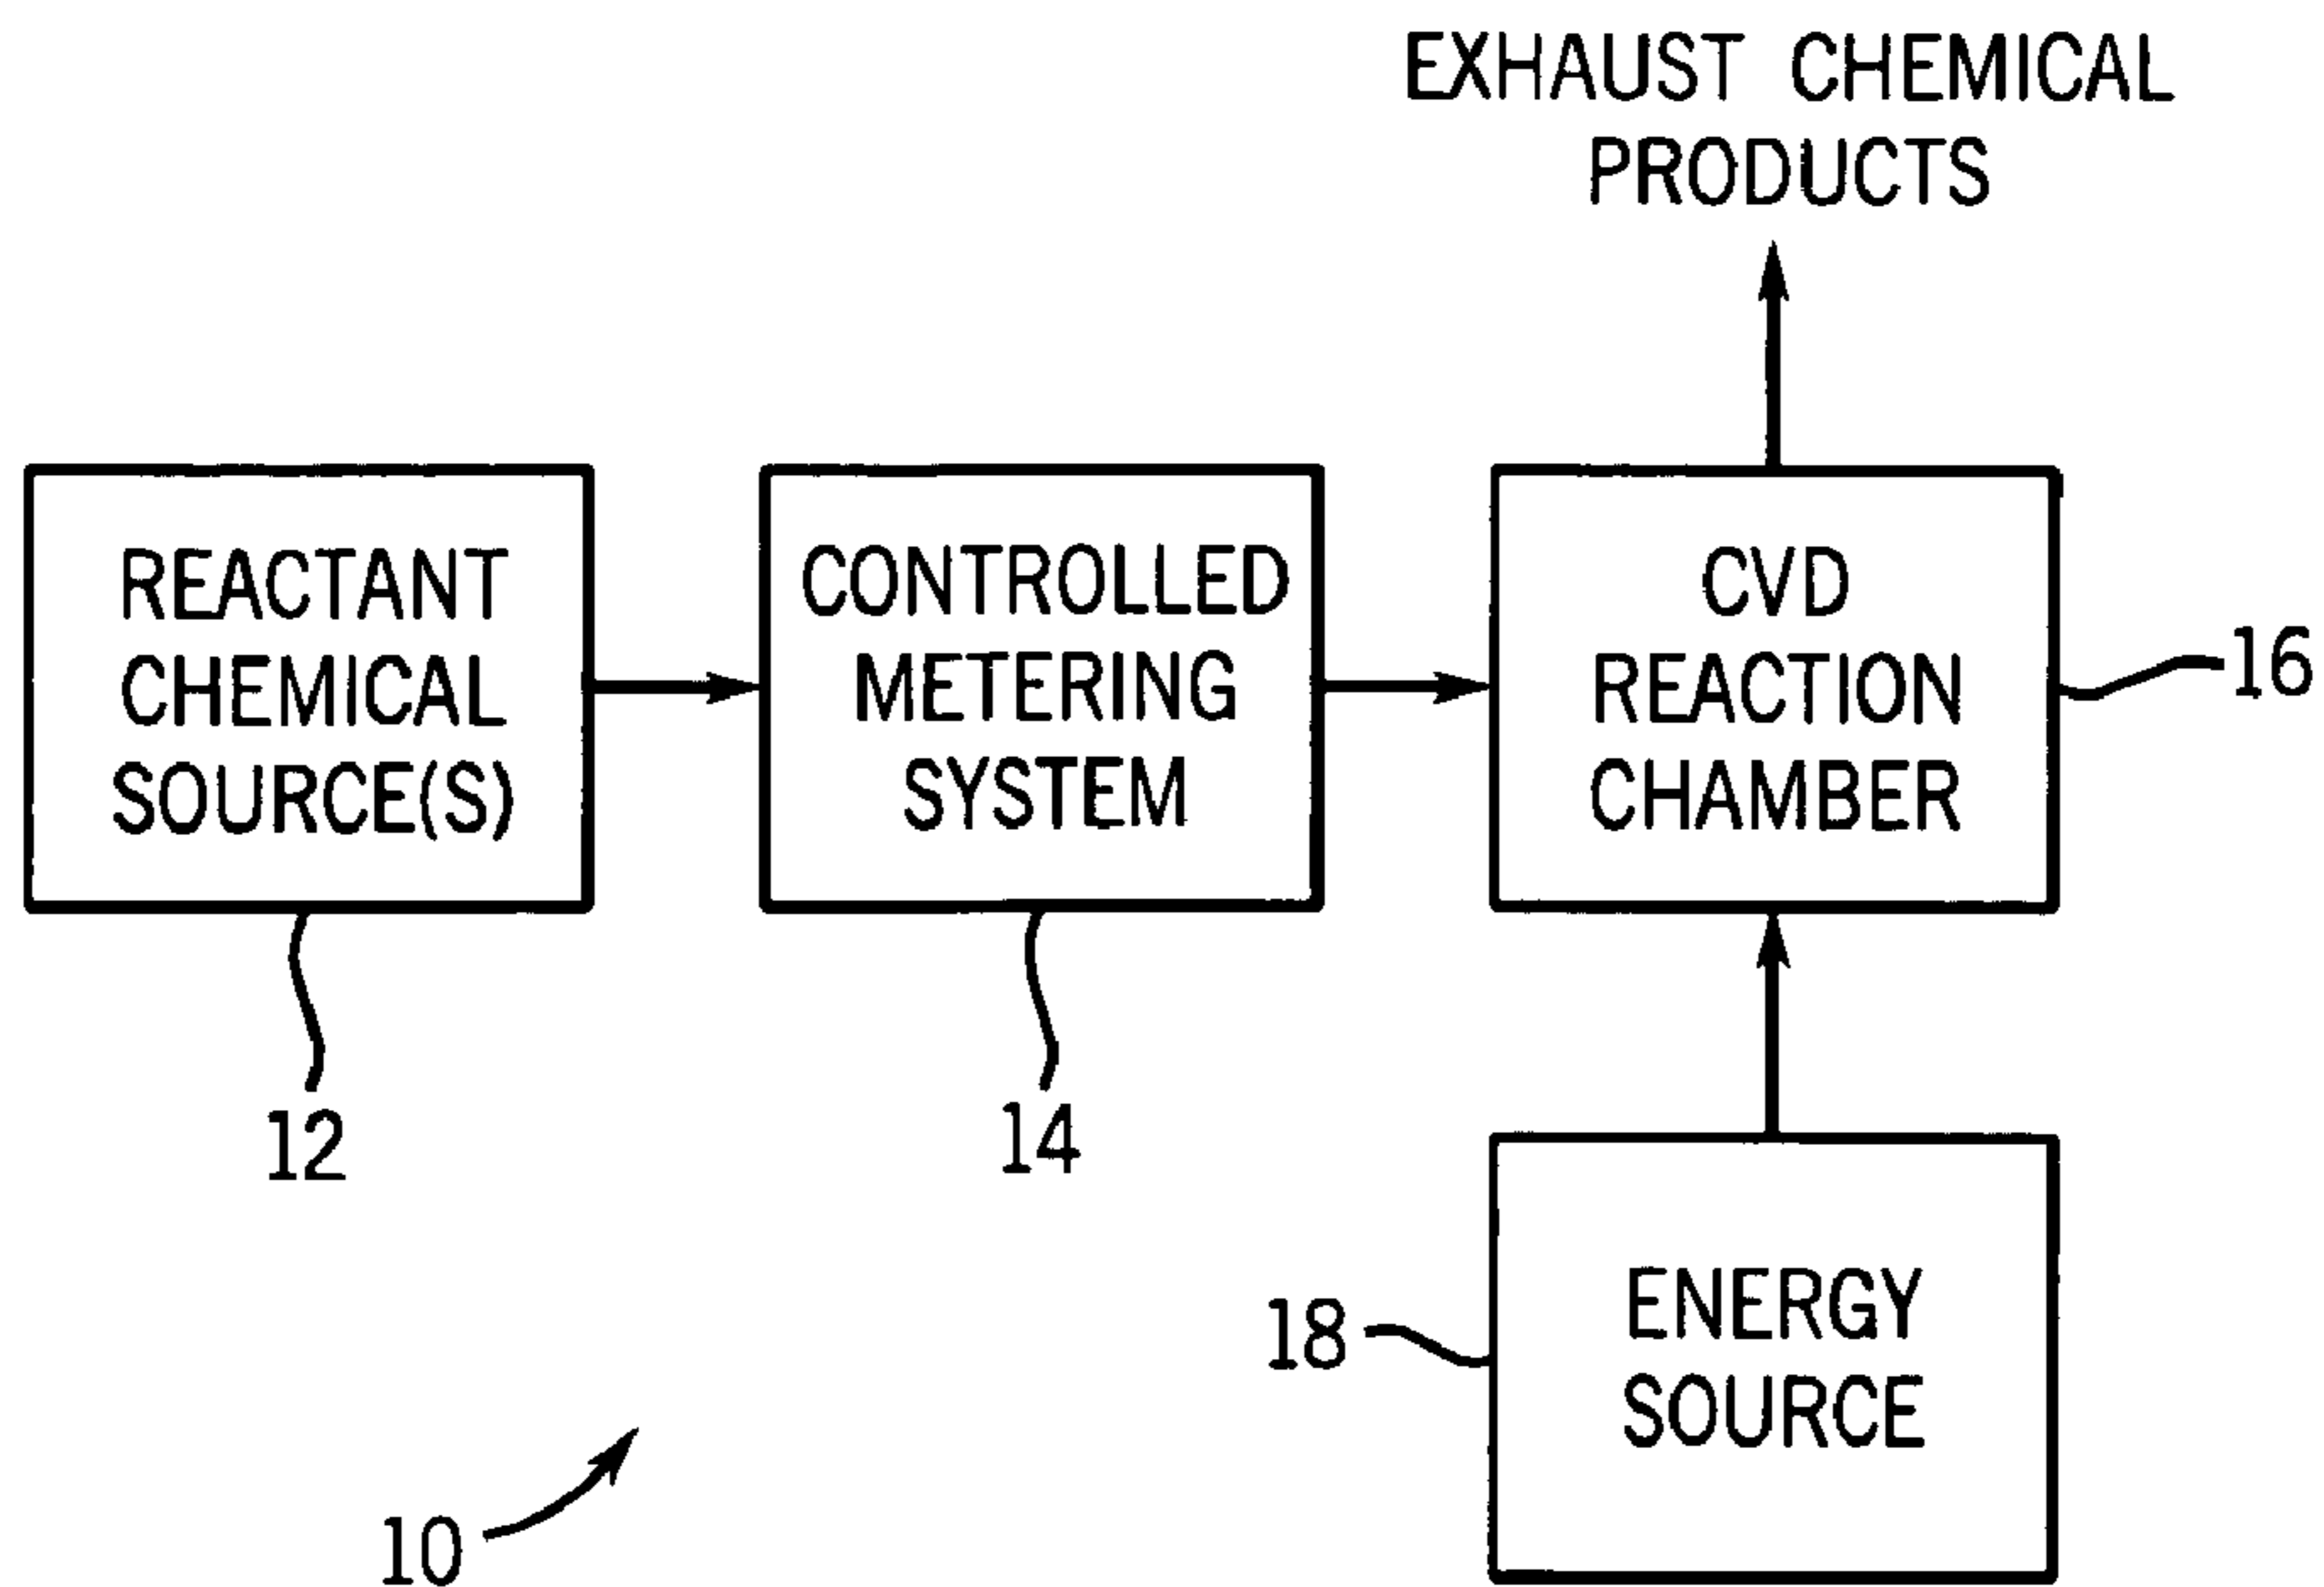 EXHAUST CHEMICAL
PRODUCTS
REACTANT
CHEMICAL
SOURCE(S)
CONTROLLED
METERING
SYSTEM
CVD
REACTION
CHAMBER
16
12
14
ENERGY
SOURCE
18
10